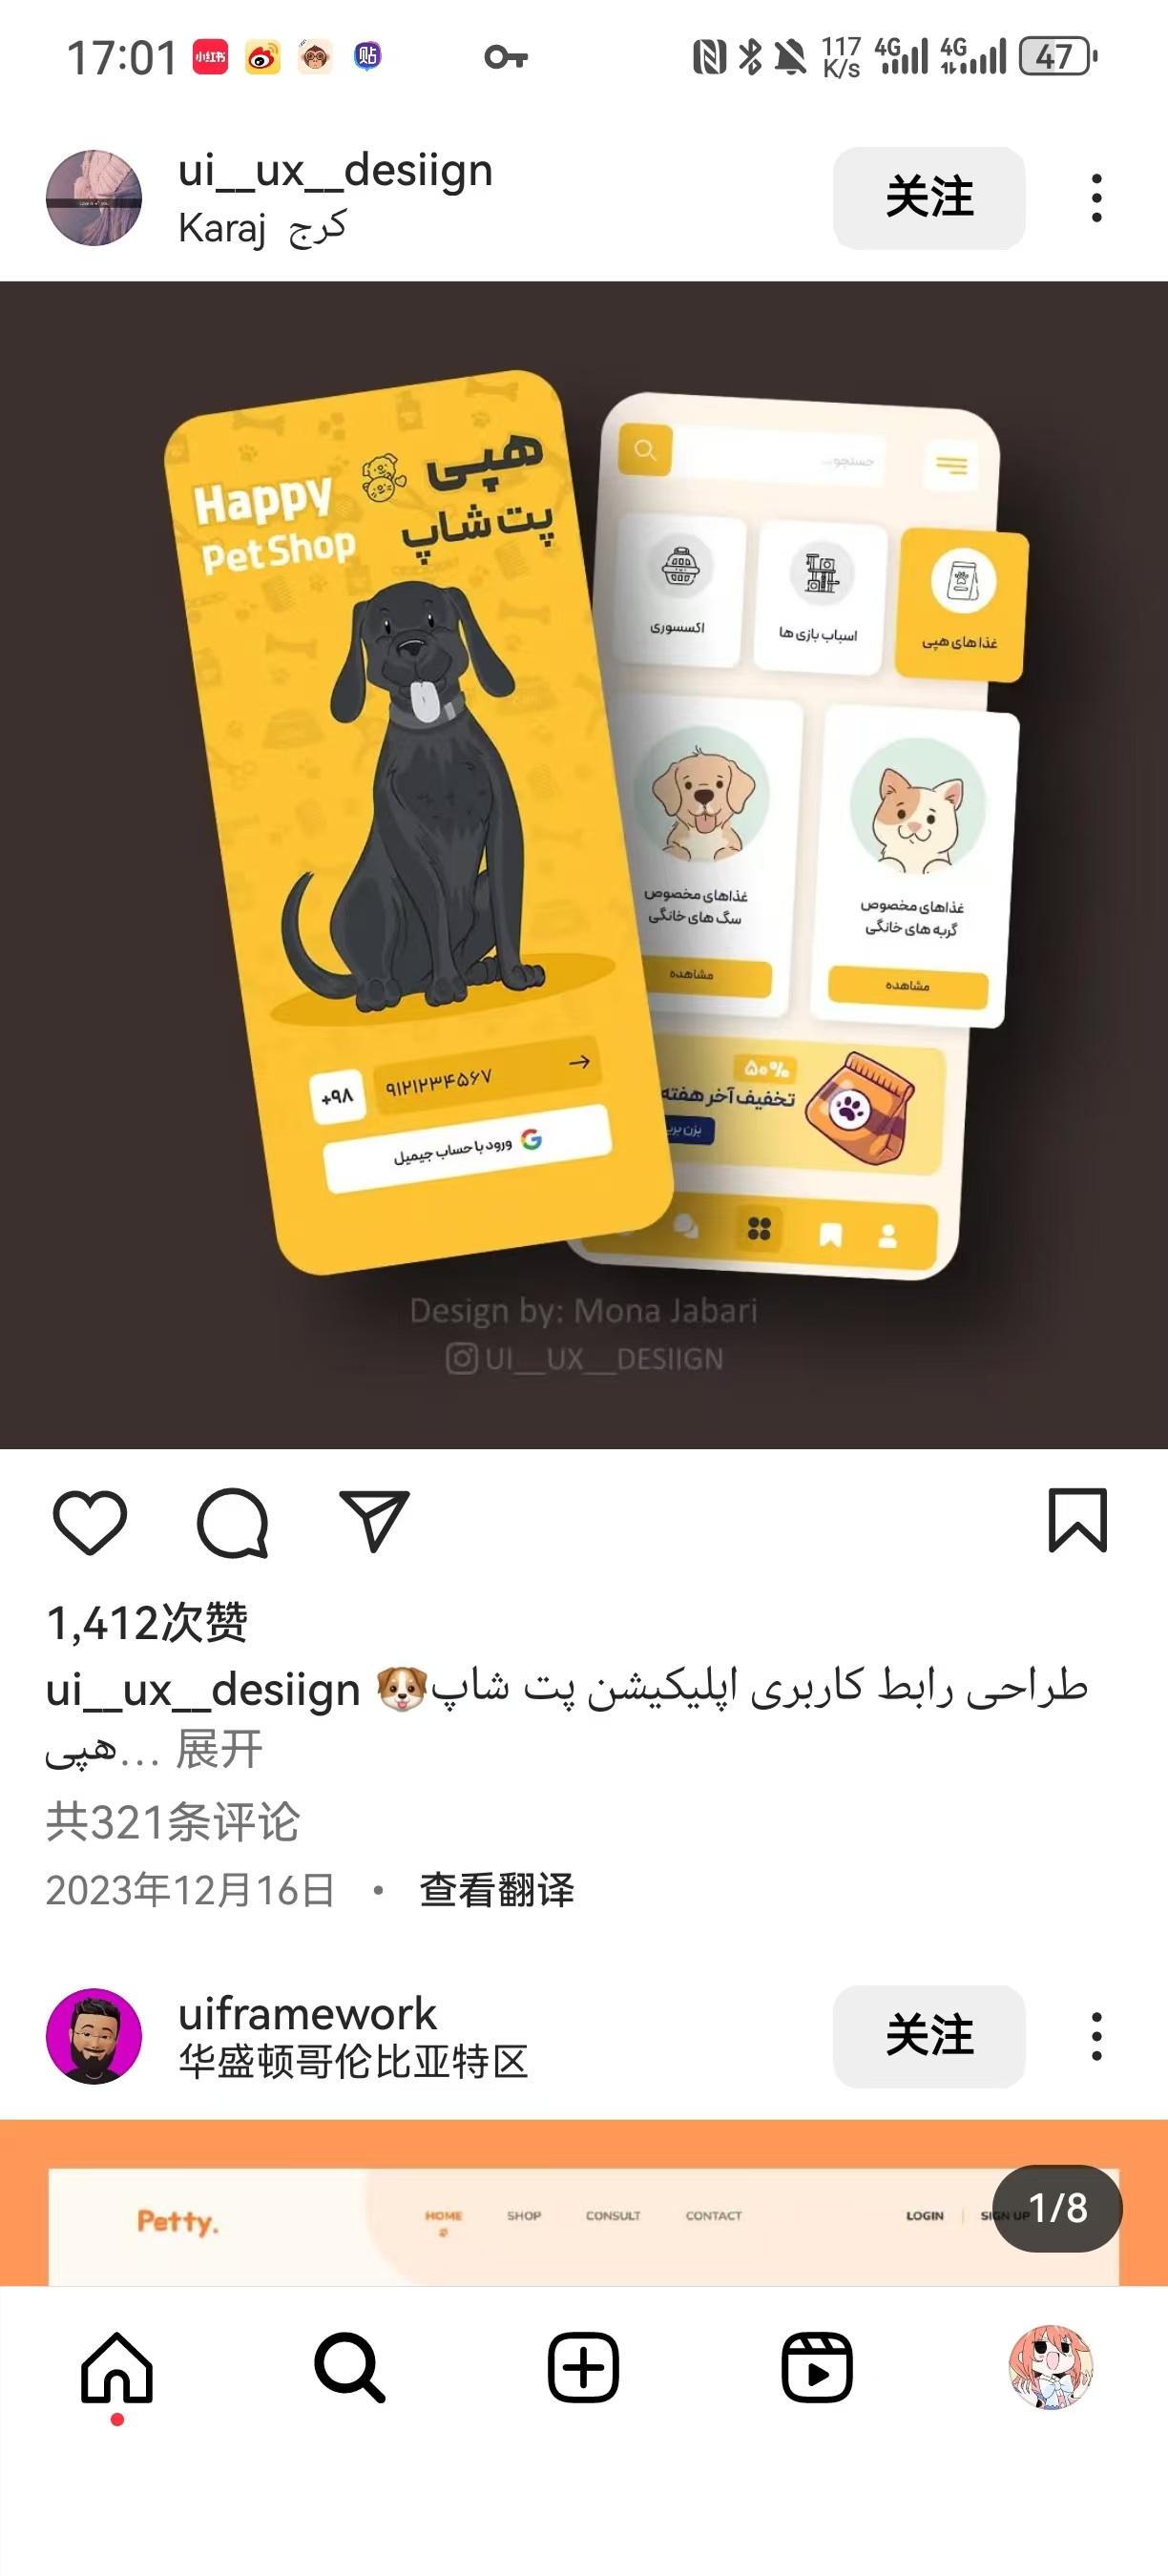 17:01
小红书
贴
117 K/s
4G
4G
47
ui__ux__desiign
Karaj کرج
关注
Happy
Pet Shop
هپی
پت شاپ
+۹۸
۹۱۲۱۲۳۴۵۶۷
ورود با حساب جیمیل
جستجو...
اکسسوری
اسباب بازی ها
غذا های هپی
غذاهای مخصوص
سگ های خانگی
مشاهده
غذاهای مخصوص
گربه های خانگی
مشاهده
۵۰%
تخفیف آخر هفته
بزن بر
Design by: Mona Jabari
UI__UX__DESIIGN
1,412次赞
ui__ux__desiign 🐶طراحی رابط کاربری اپلیکیشن پت شاپ
هپی... 展开
共321条评论
2023年12月16日 • 查看翻译
uiframework
华盛顿哥伦比亚特区
关注
Petty.
HOME
SHOP
CONSULT
CONTACT
LOGIN
SIGN UP
1/8